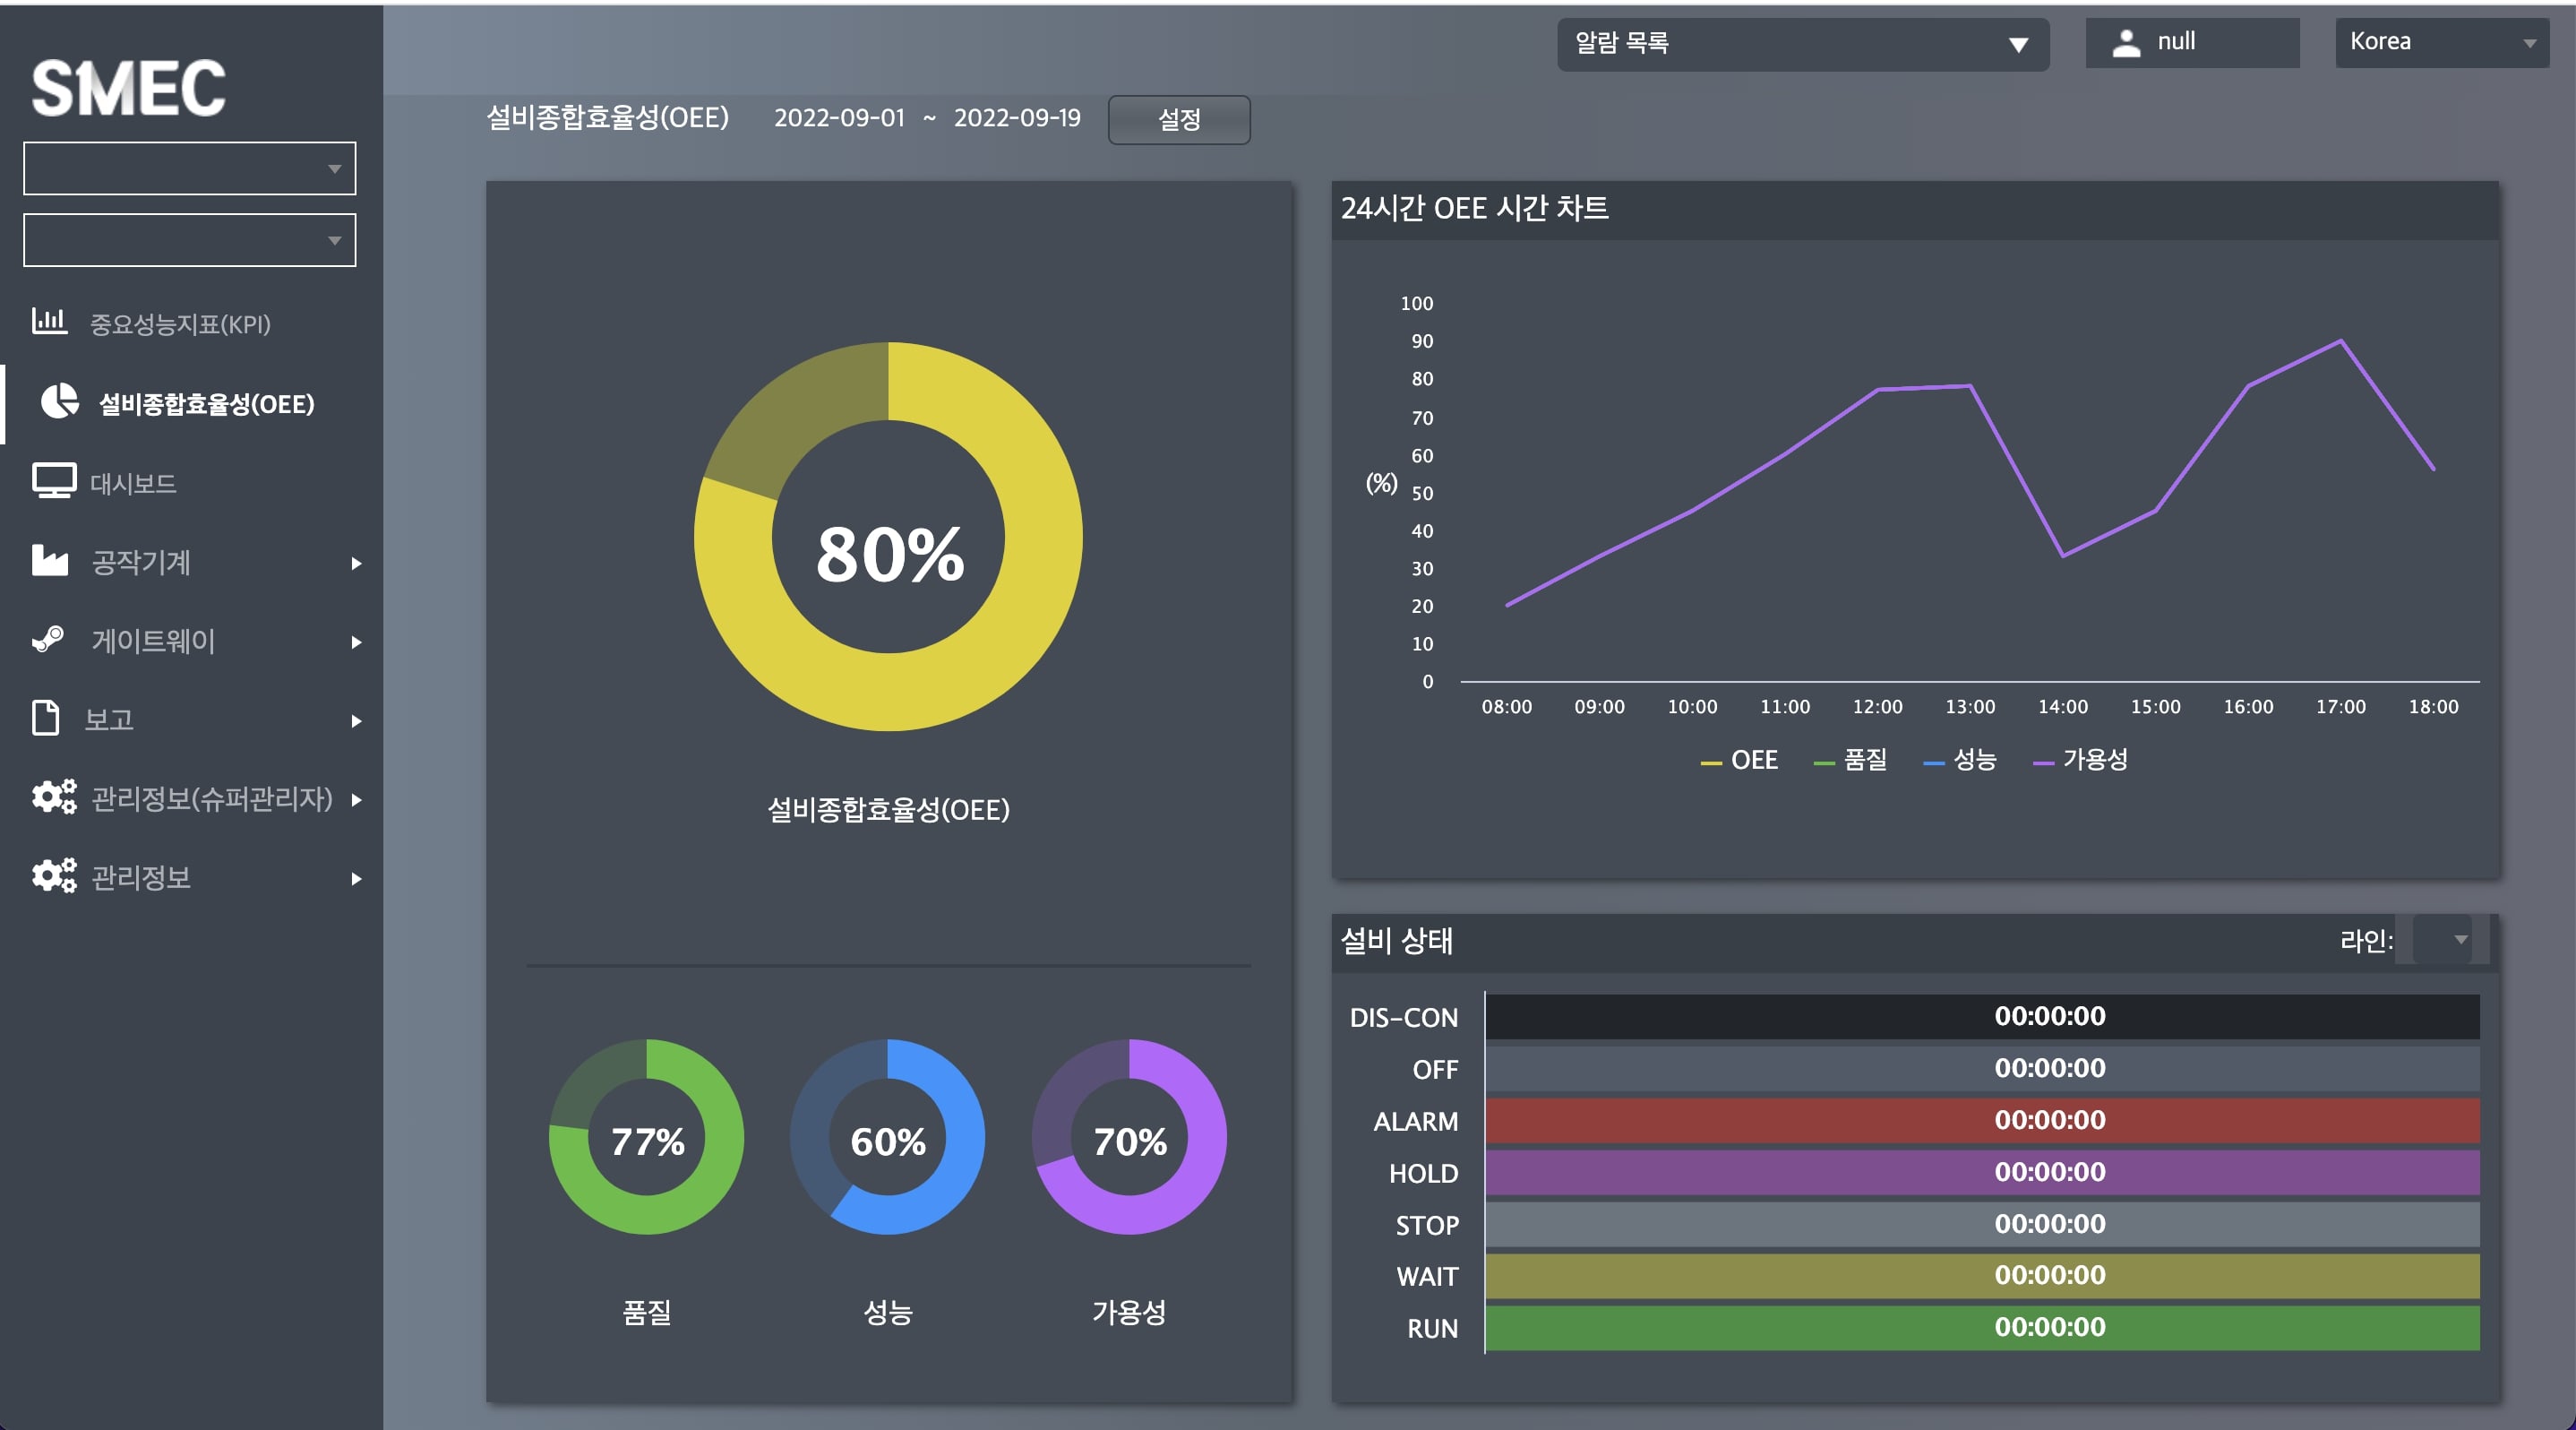 SMEC
중요성능지표(KPI)
설비종합효율성(OEE)
대시보드
공작기계
게이트웨이
보고
관리정보(슈퍼관리자)
관리정보
알람 목록
null
Korea
설비종합효율성(OEE) 2022-09-01 ~ 2022-09-19 설정
80%
설비종합효율성(OEE)
77% 60% 70%
품질 성능 가용성
24시간 OEE 시간 차트
100
90
80
70
60
(%)
50
40
30
20
10
0
08:00 09:00 10:00 11:00 12:00 13:00 14:00 15:00 16:00 17:00 18:00
OEE 품질 성능 가용성
설비 상태 라인:
DIS-CON 00:00:00
OFF 00:00:00
ALARM 00:00:00
HOLD 00:00:00
STOP 00:00:00
WAIT 00:00:00
RUN 00:00:00